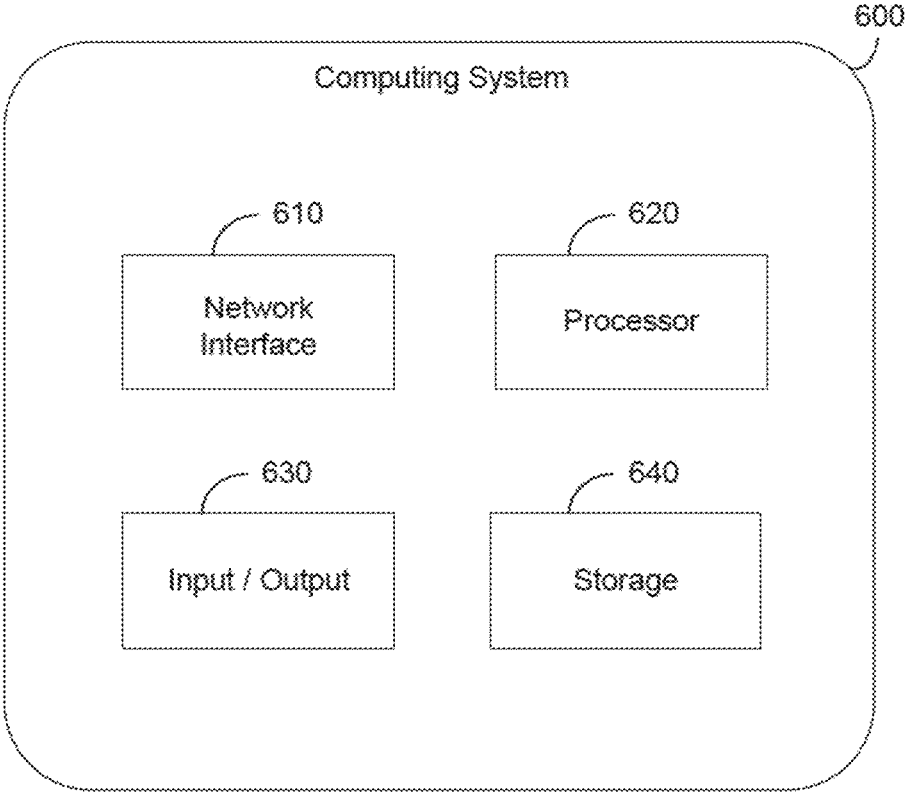 600
Computing System
610
620
Network
Interface
Processor
630
640
Input / Output
Storage